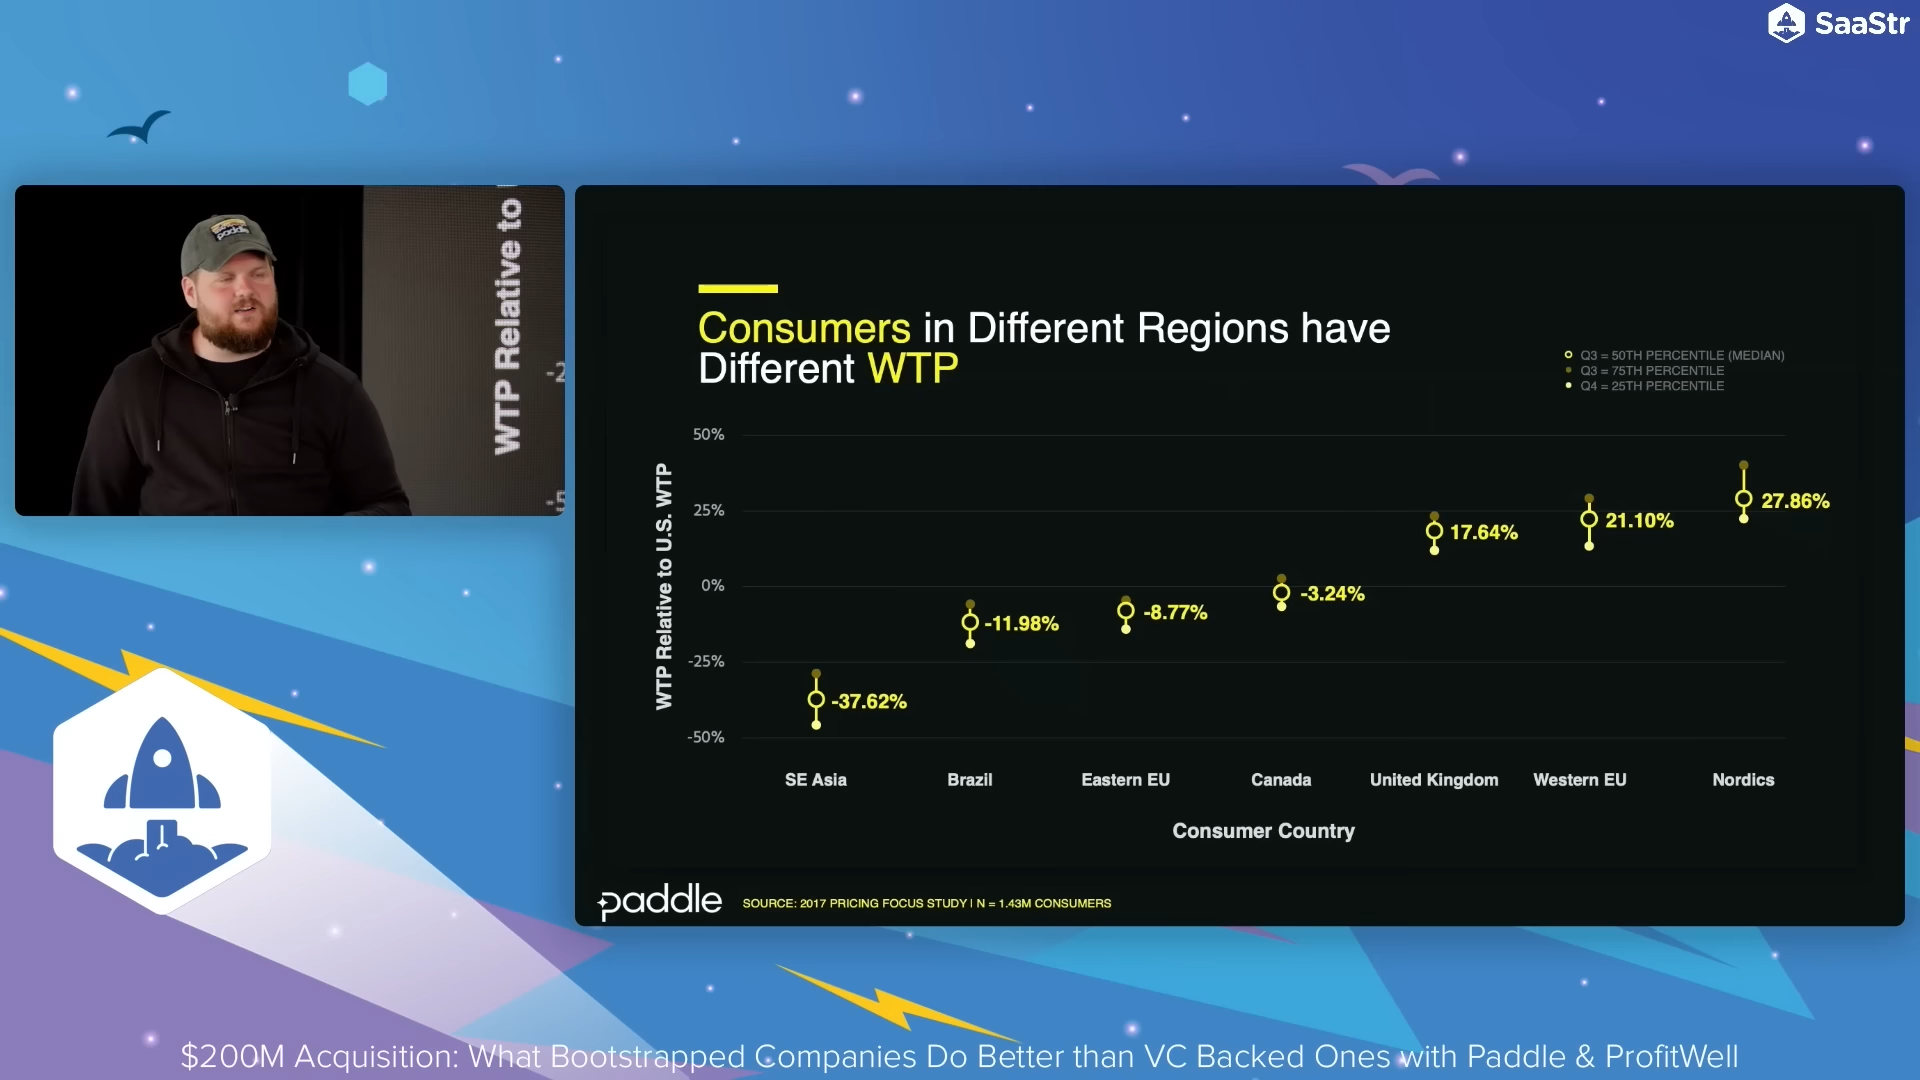 SaaStr
paddle
WTP Relative to
-2
-5
Consumers in Different Regions have
Different WTP
Q3 = 50TH PERCENTILE (MEDIAN)
Q3 = 75TH PERCENTILE
Q4 = 25TH PERCENTILE
WTP Relative to U.S. WTP
50%
25%
0%
-25%
-50%
-37.62%
-11.98%
-8.77%
-3.24%
17.64%
21.10%
27.86%
SE Asia
Brazil
Eastern EU
Canada
United Kingdom
Western EU
Nordics
Consumer Country
paddle
SOURCE: 2017 PRICING FOCUS STUDY | N = 1.43M CONSUMERS
$200M Acquisition: What Bootstrapped Companies Do Better than VC Backed Ones with Paddle & ProfitWell